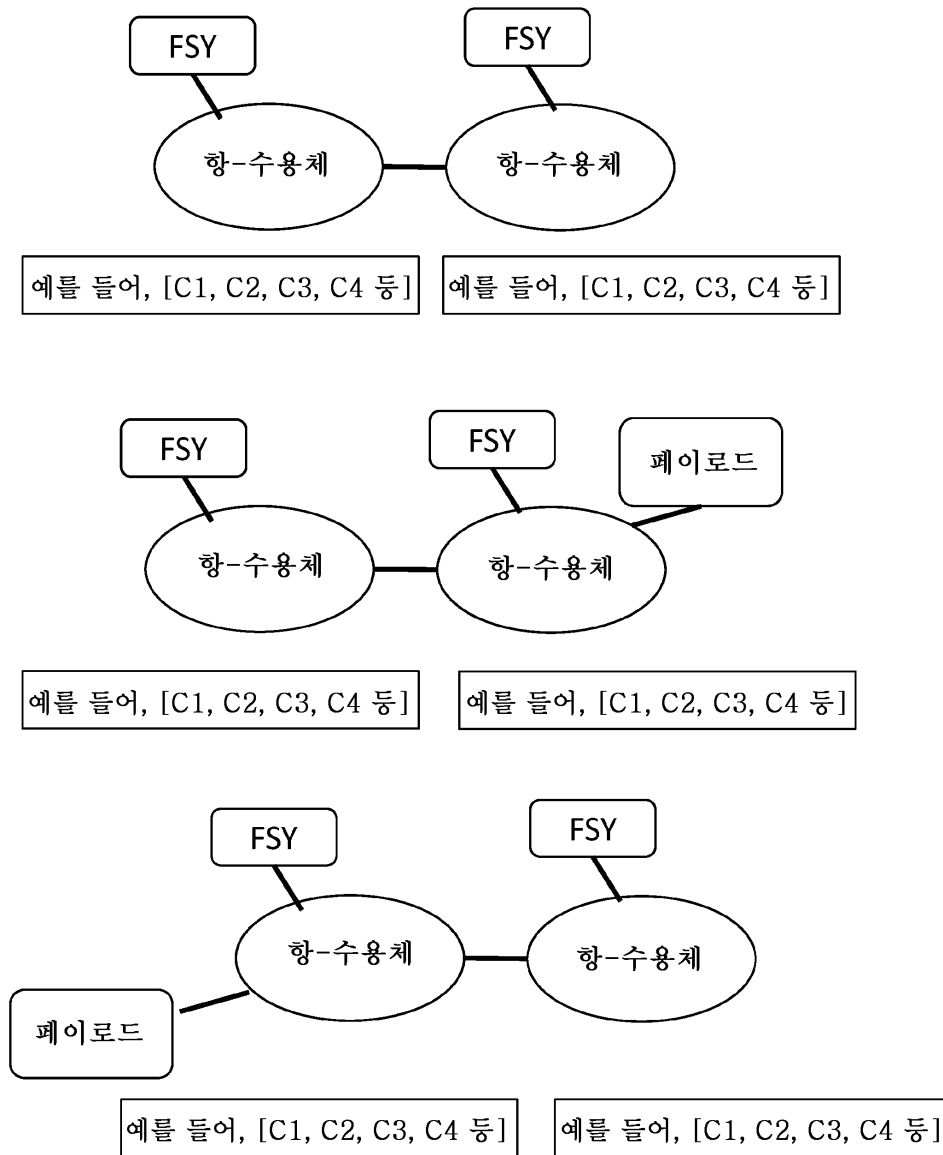 FSY
FSY
항-수용체
항-수용체
예를 들어, [C1, C2, C3, C4 등]
예를 들어, [C1, C2, C3, C4 등]
FSY
FSY
페이로드
항-수용체
항-수용체
예를 들어, [C1, C2, C3, C4 등]
예를 들어, [C1, C2, C3, C4 등]
FSY
FSY
항-수용체
항-수용체
페이로드
예를 들어, [C1, C2, C3, C4 등]
예를 들어, [C1, C2, C3, C4 등]